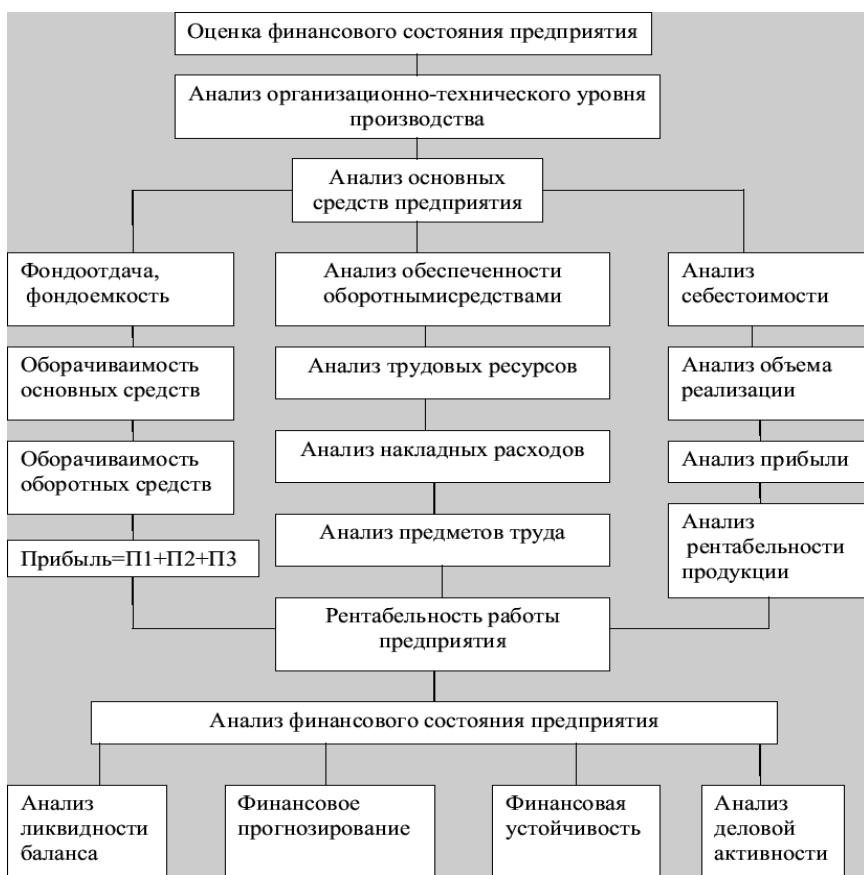 Оценка финансового состояния предприятия
Анализ организационно-технического уровня
производства
Анализ основных
средств предприятия
Фондоотдача,
фондоемкость
Анализ обеспеченности
оборотнымисредствами
Анализ
себестоимости
Оборачиваимость
основных средств
Анализ трудовых ресурсов
Анализ объема
реализации
Оборачиваимость
оборотных средств
Анализ накладных расходов
Анализ прибыли
Прибыль=П1+П2+П3
Анализ предметов труда
Анализ
рентабельности
продукции
Рентабельность работы
предприятия
Анализ финансового состояния предприятия
Анализ
ликвидности
баланса
Финансовое
прогнозирование
Финансовая
устойчивость
Анализ
деловой
активности